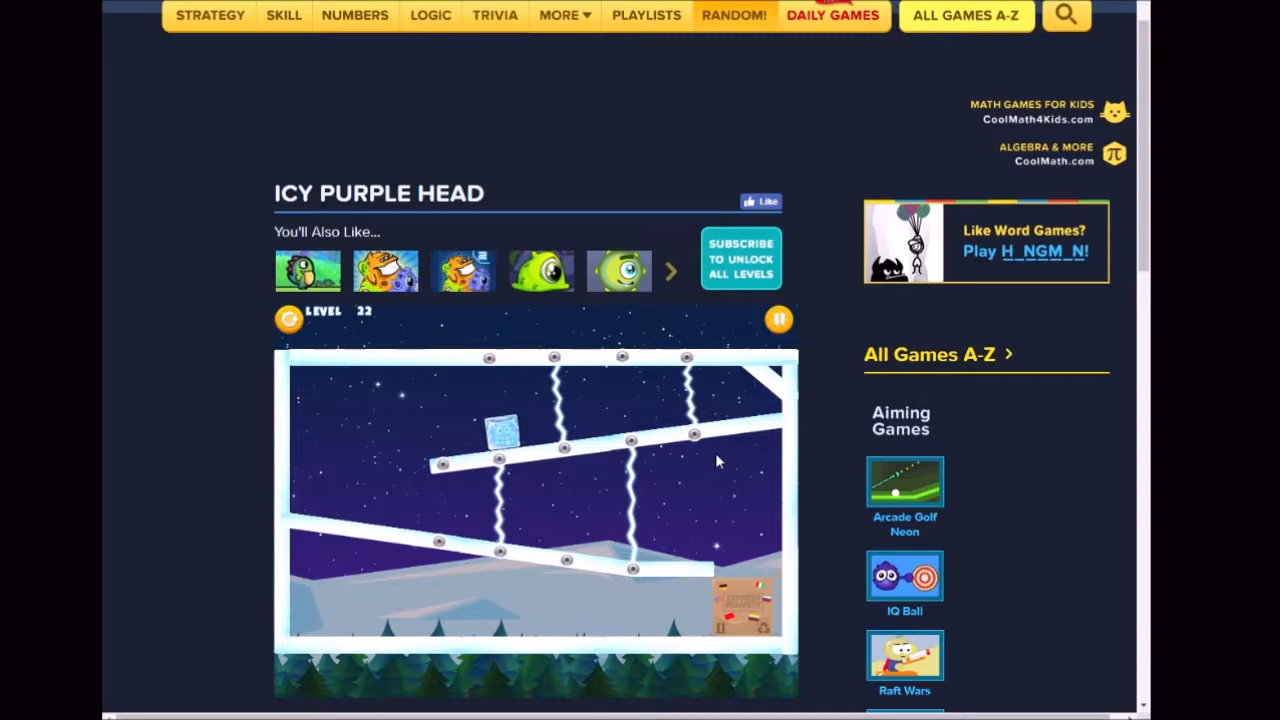 STRATEGY SKILL NUMBERS LOGIC TRIVIA MORE PLAYLISTS RANDOM! DAILY GAMES ALL GAMES A-Z
MATH GAMES FOR KIDS
CoolMath4Kids.com
ALGEBRA & MORE
CoolMath.com
ICY PURPLE HEAD
Like
You'll Also Like...
2
SUBSCRIBE
TO UNLOCK
ALL LEVELS
Like Word Games?
Play H_NGM_N!
LEVEL 22
All Games A-Z
Aiming
Games
Arcade Golf
Neon
IQ Ball
Raft Wars